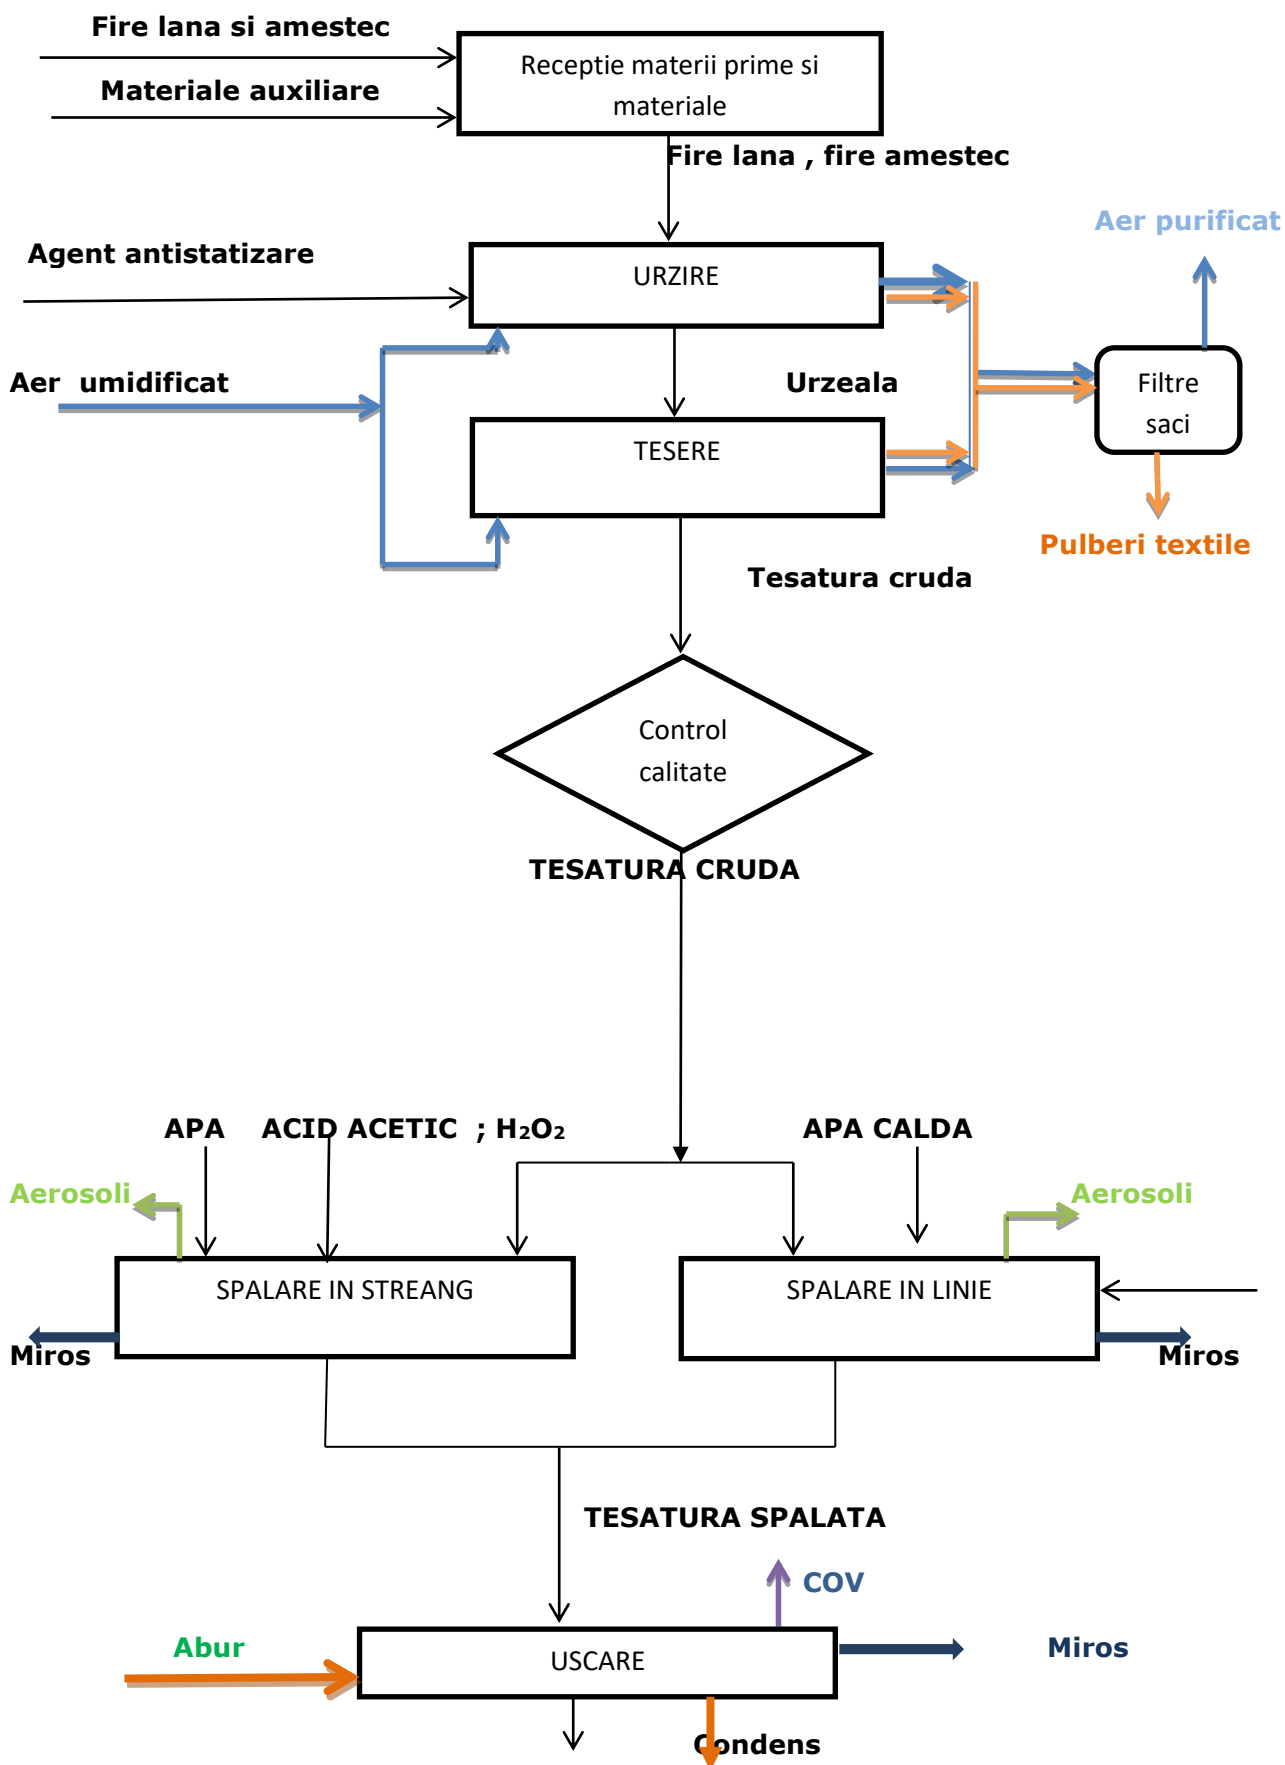 Fire lana si amestec
Receptie materii prime si
materiale
Materiale auxiliare
Fire lana , fire amestec
Aer purificat
Agent antistatizare
URZIRE
Aer  umidificat
Urzeala
Filtre
saci
TESERE
Pulberi textile
Tesatura cruda
Control
calitate
TESATURA CRUDA
APA    ACID ACETIC  ; H₂O₂
APA CALDA
Aerosoli
Aerosoli
SPALARE IN STREANG
SPALARE IN LINIE
Miros
Miros
TESATURA SPALATA
COV
Abur
USCARE
Miros
Condens